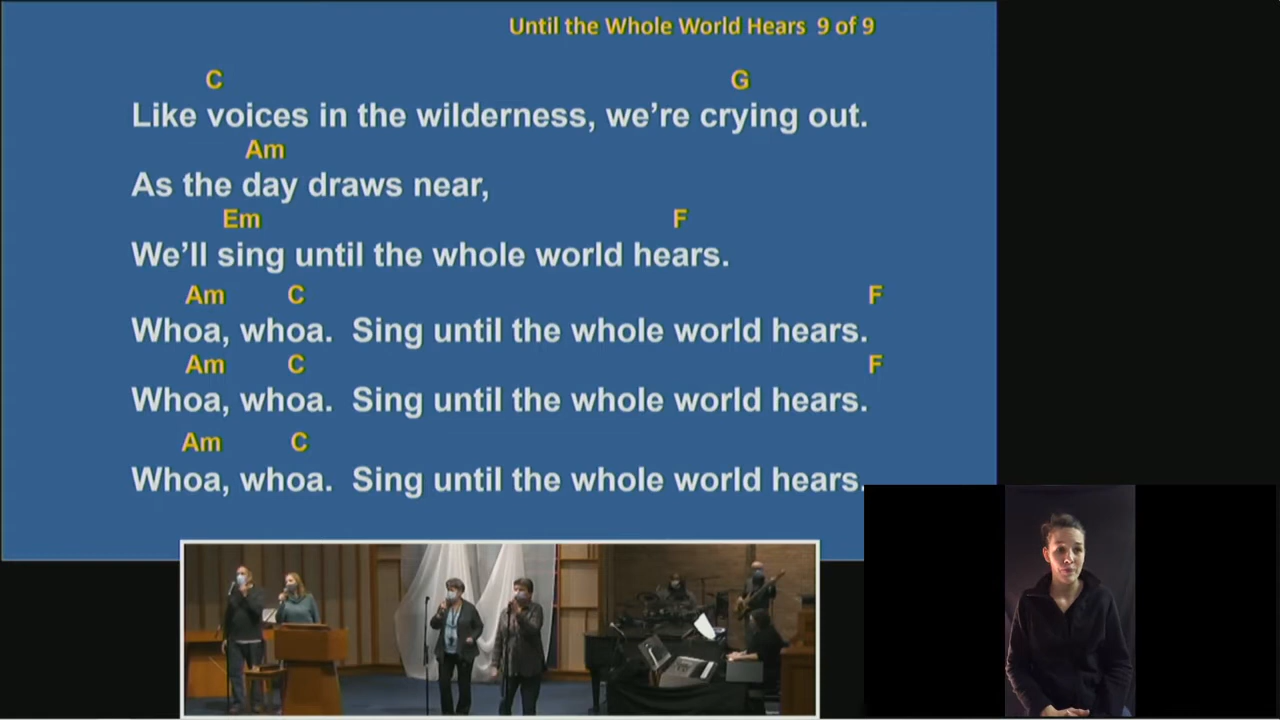 Until the Whole World Hears 9 of 9
C G
Like voices in the wilderness, we're crying out.
Am
As the day draws near,
Em F
We'll sing until the whole world hears.
Am C F
Whoa, whoa. Sing until the whole world hears.
Am C F
Whoa, whoa. Sing until the whole world hears.
Am C
Whoa, whoa. Sing until the whole world hears.